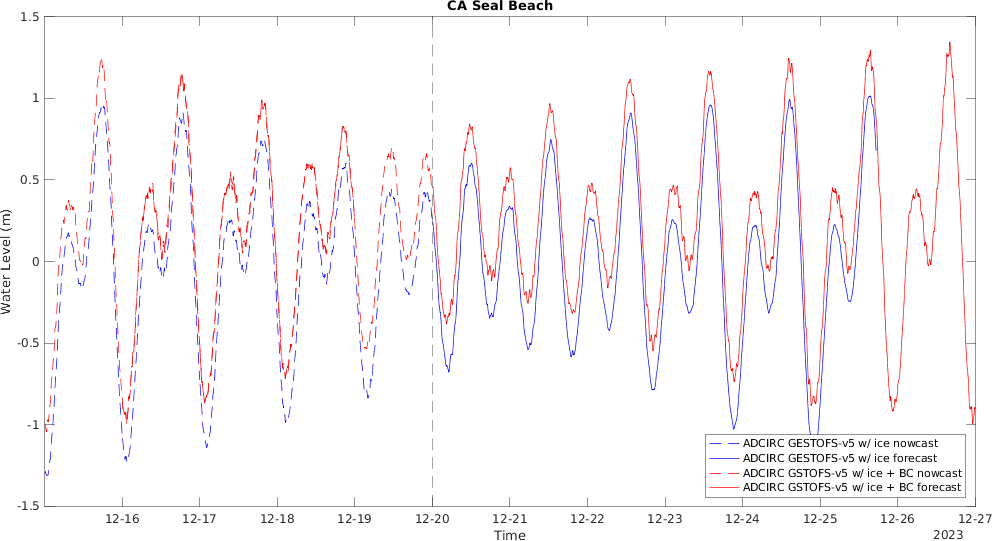 CA Seal Beach
1.5
1
0.5
0
-0.5
-1
-1.5
Water Level (m)
12-16 12-17 12-18 12-19 12-20 12-21 12-22 12-23 12-24 12-25 12-26 12-27
Time
2023
ADCIRC GESTOFS-v5 w/ ice nowcast
ADCIRC GESTOFS-v5 w/ ice forecast
ADCIRC GSTOFS-v5 w/ ice + BC nowcast
ADCIRC GSTOFS-v5 w/ ice + BC forecast